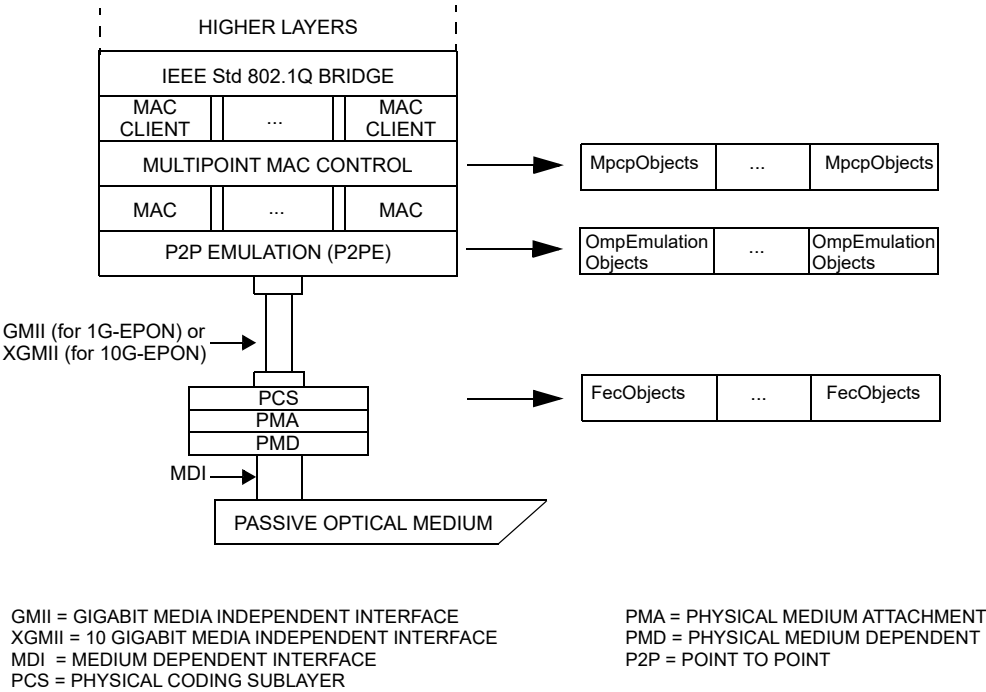 HIGHER LAYERS
IEEE Std 802.1Q BRIDGE
MAC CLIENT ... MAC CLIENT
MULTIPOINT MAC CONTROL
MpcpObjects ... MpcpObjects
MAC ... MAC
P2P EMULATION (P2PE)
OmpEmulation Objects ... OmpEmulation Objects
GMII (for 1G-EPON) or
XGMII (for 10G-EPON)
PCS
FecObjects ... FecObjects
PMA
PMD
MDI
PASSIVE OPTICAL MEDIUM
GMII = GIGABIT MEDIA INDEPENDENT INTERFACE
XGMII = 10 GIGABIT MEDIA INDEPENDENT INTERFACE
MDI = MEDIUM DEPENDENT INTERFACE
PCS = PHYSICAL CODING SUBLAYER
PMA = PHYSICAL MEDIUM ATTACHMENT
PMD = PHYSICAL MEDIUM DEPENDENT
P2P = POINT TO POINT